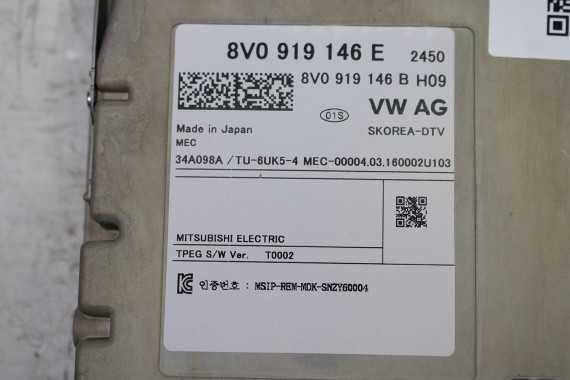 8V0 919 146 E 2450
8V0 919 146 B H09
01S VW AG
Made in Japan SKOREA-DTV
MEC
34A098A / TU-6UK5-4 MEC-00004.03.160002U103
MITSUBISHI ELECTRIC
TPEG S/W Ver. T0002
인증번호 : MSIP-REM-MDK-SNZY60004